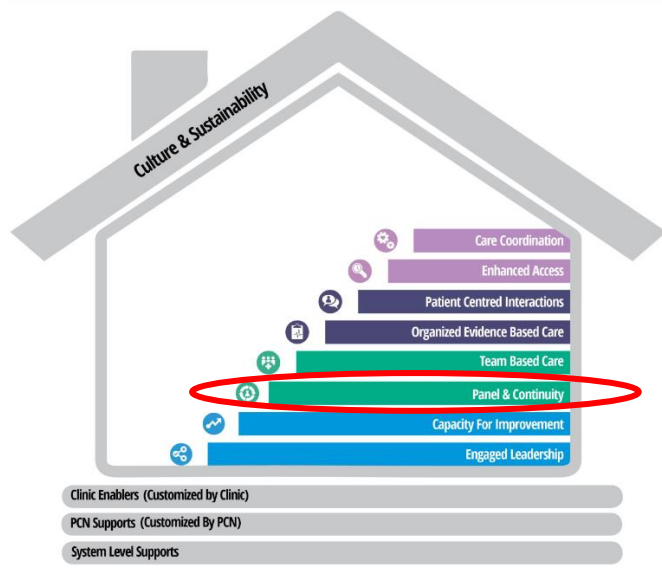 Culture & Sustainability
Care Coordination
Enhanced Access
Patient Centred Interactions
Organized Evidence Based Care
Team Based Care
Panel & Continuity
Capacity For Improvement
Engaged Leadership
Clinic Enablers (Customized by Clinic)
PCN Supports (Customized By PCN)
System Level Supports